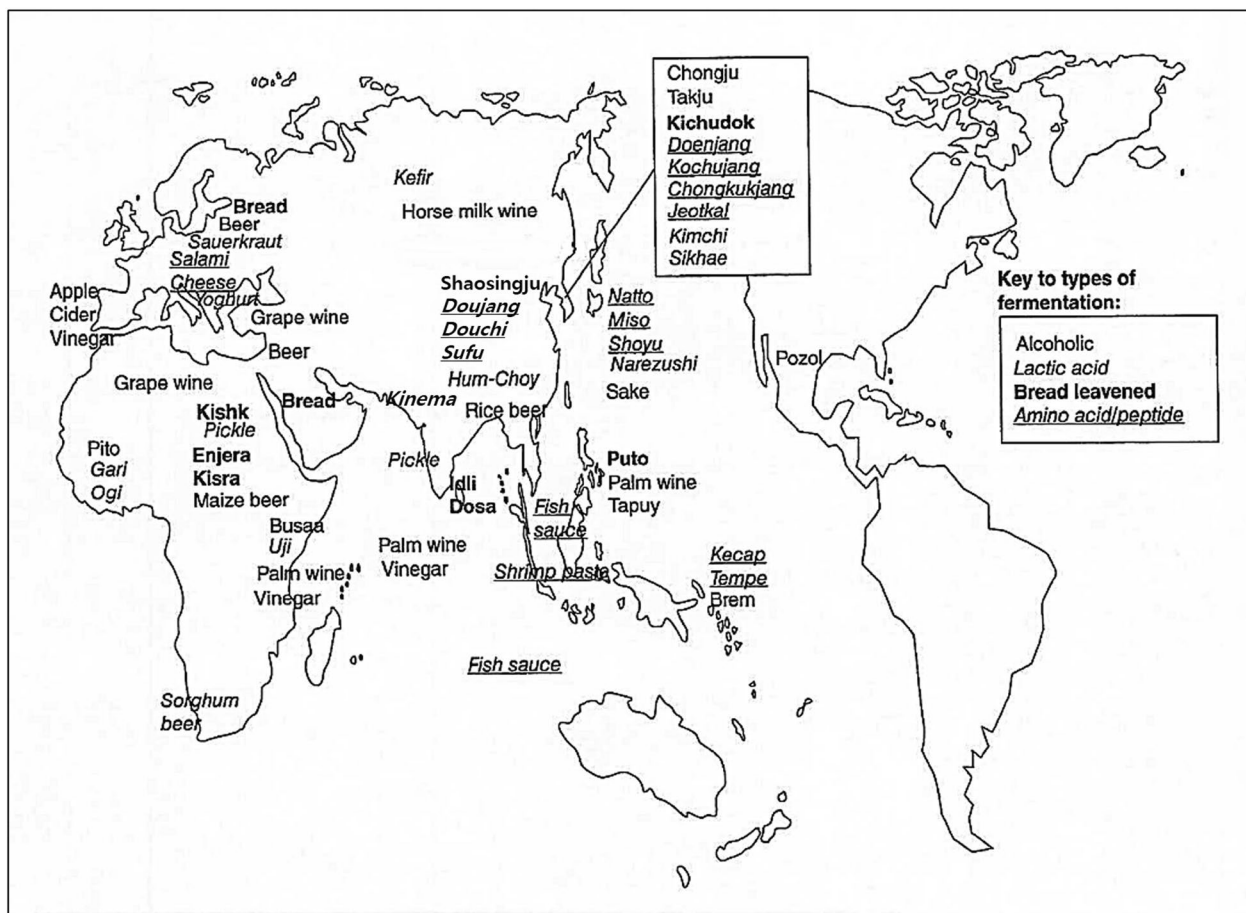 Chongju
Takju
Kichudok
Doenjang
Kochujang
Chongkukjang
Jeotkal
Kimchi
Sikhae
Kefir
Horse milk wine
Bread
Beer
Sauerkraut
Salami
Cheese
Yoghurt
Apple
Cider
Vinegar
Grape wine
Beer
Grape wine
Shaosingju
Doujang
Douchi
Sufu
Hum-Choy
Rice beer
Natto
Miso
Shoyu
Narezushi
Sake
Pozol
Key to types of
fermentation:
Alcoholic
Lactic acid
Bread leavened
Amino acid/peptide
Kishk
Pickle
Enjera
Kisra
Maize beer
Bread
Kinema
Pickle
Idli
Dosa
Pito
Gari
Ogi
Busaa
Uji
Palm wine
Vinegar
Palm wine
Vinegar
Puto
Palm wine
Tapuy
Fish
sauce
Shrimp paste
Kecap
Tempe
Brem
Fish sauce
Sorghum
beer